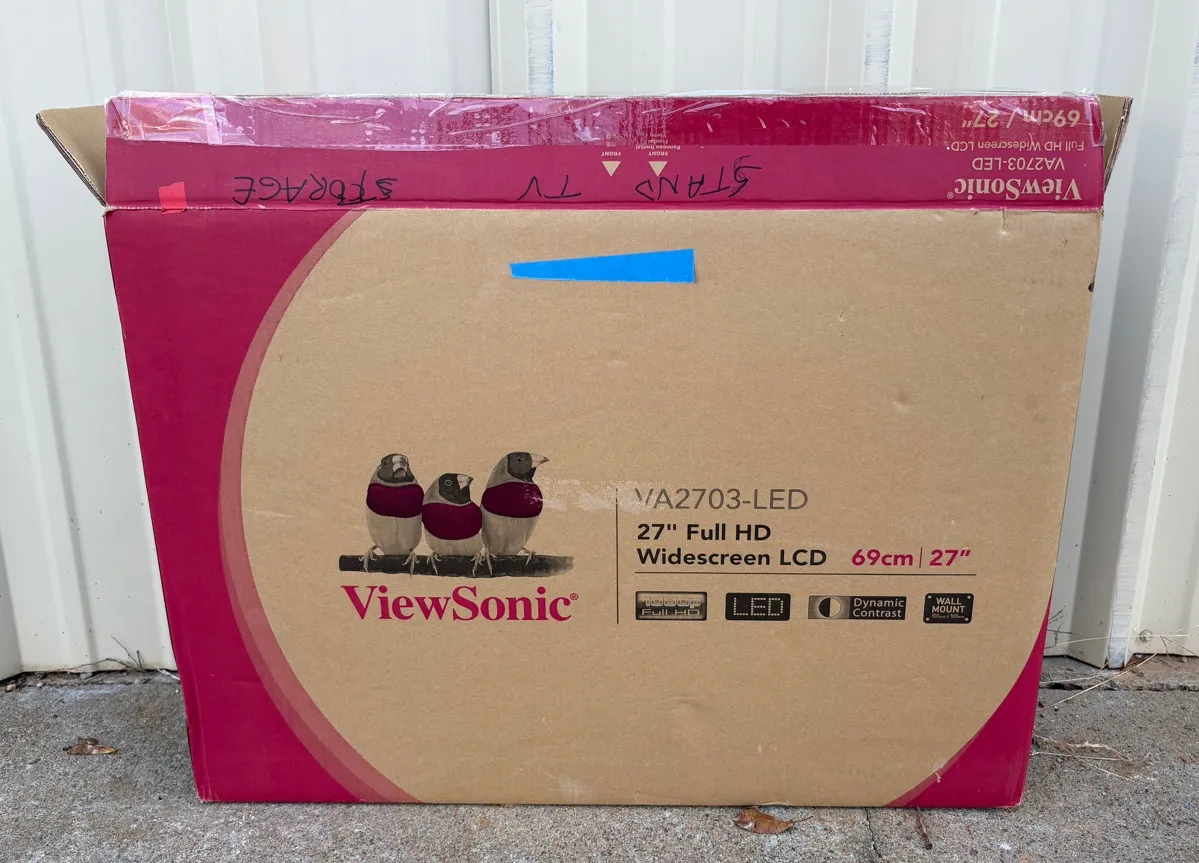 69cm / 27"
Full HD Widescreen LCD
VA2703-LED
ViewSonic®
FRONT
FRONT
STORAGE TV STAND
VA2703-LED
27" Full HD
Widescreen LCD 69cm | 27"
ViewSonic®
1080p
Full HD
LED
Dynamic
Contrast
WALL
MOUNT